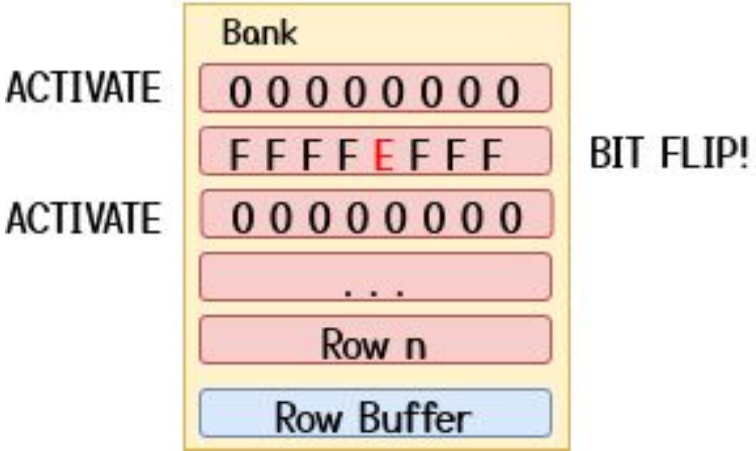 Bank
ACTIVATE 0 0 0 0 0 0 0 0
F F F F E F F F BIT FLIP!
ACTIVATE 0 0 0 0 0 0 0 0
. . .
Row n
Row Buffer